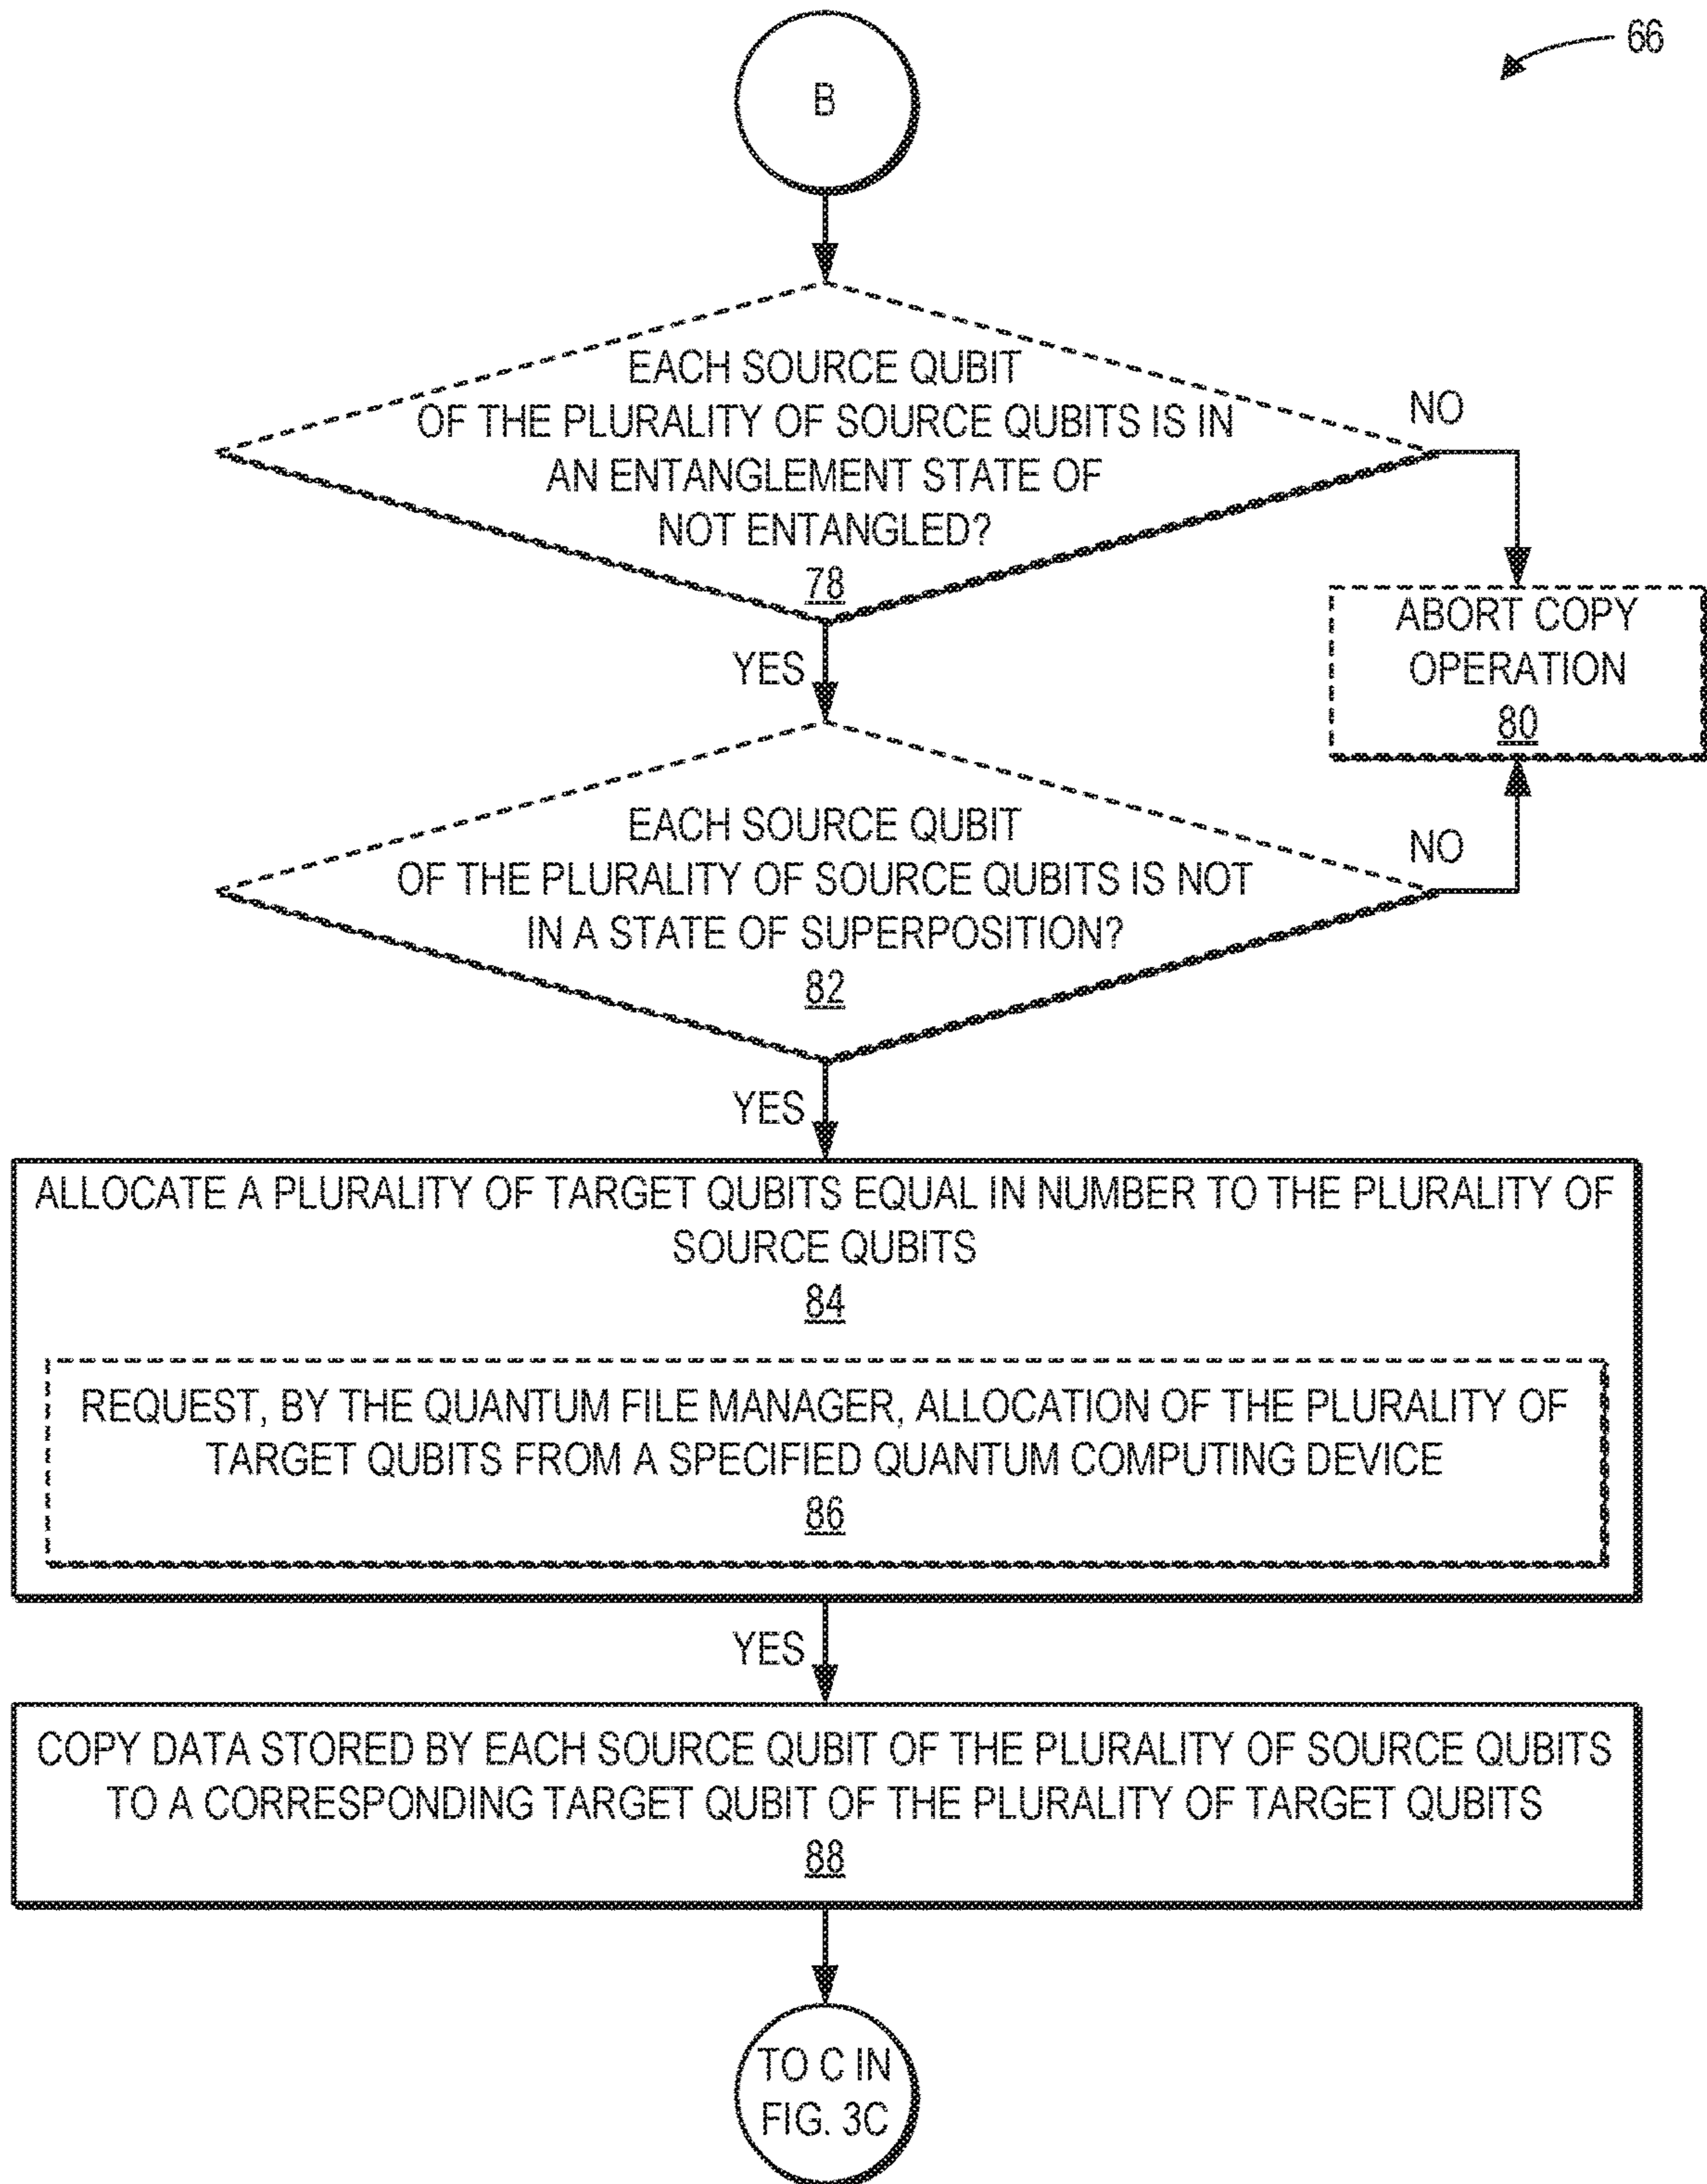 66
B
EACH SOURCE QUBIT
OF THE PLURALITY OF SOURCE QUBITS IS IN
AN ENTANGLEMENT STATE OF
NOT ENTANGLED?
78
NO
YES
ABORT COPY
OPERATION
80
EACH SOURCE QUBIT
OF THE PLURALITY OF SOURCE QUBITS IS NOT
IN A STATE OF SUPERPOSITION?
82
NO
YES
ALLOCATE A PLURALITY OF TARGET QUBITS EQUAL IN NUMBER TO THE PLURALITY OF
SOURCE QUBITS
84
REQUEST, BY THE QUANTUM FILE MANAGER, ALLOCATION OF THE PLURALITY OF
TARGET QUBITS FROM A SPECIFIED QUANTUM COMPUTING DEVICE
86
YES
COPY DATA STORED BY EACH SOURCE QUBIT OF THE PLURALITY OF SOURCE QUBITS
TO A CORRESPONDING TARGET QUBIT OF THE PLURALITY OF TARGET QUBITS
88
TO C IN
FIG. 3C